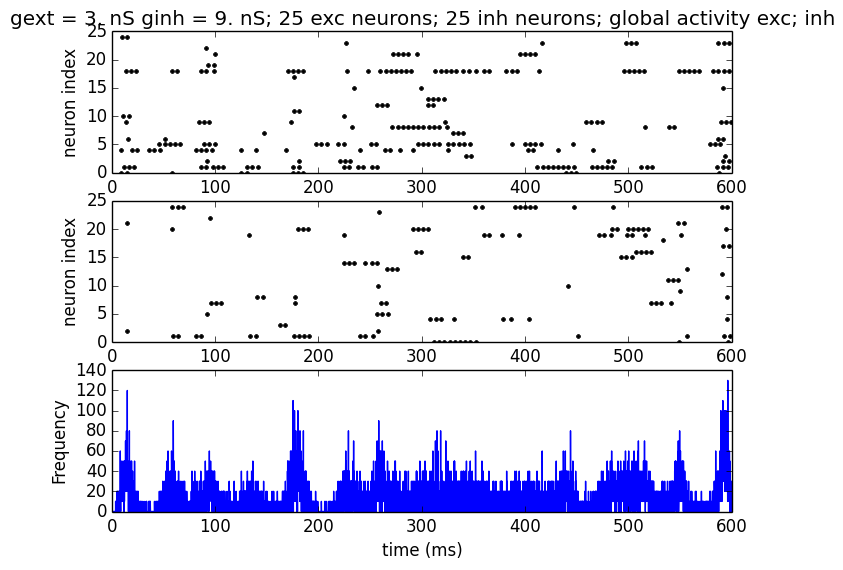 gext = 3. nS ginh = 9. nS; 25 exc neurons; 25 inh neurons; global activity exc; inh
25
20
15
10
5
0
neuron index
0 100 200 300 400 500 600
25
20
15
10
5
0
neuron index
0 100 200 300 400 500 600
140
120
100
80
60
40
20
0
Frequency
0 100 200 300 400 500 600
time (ms)